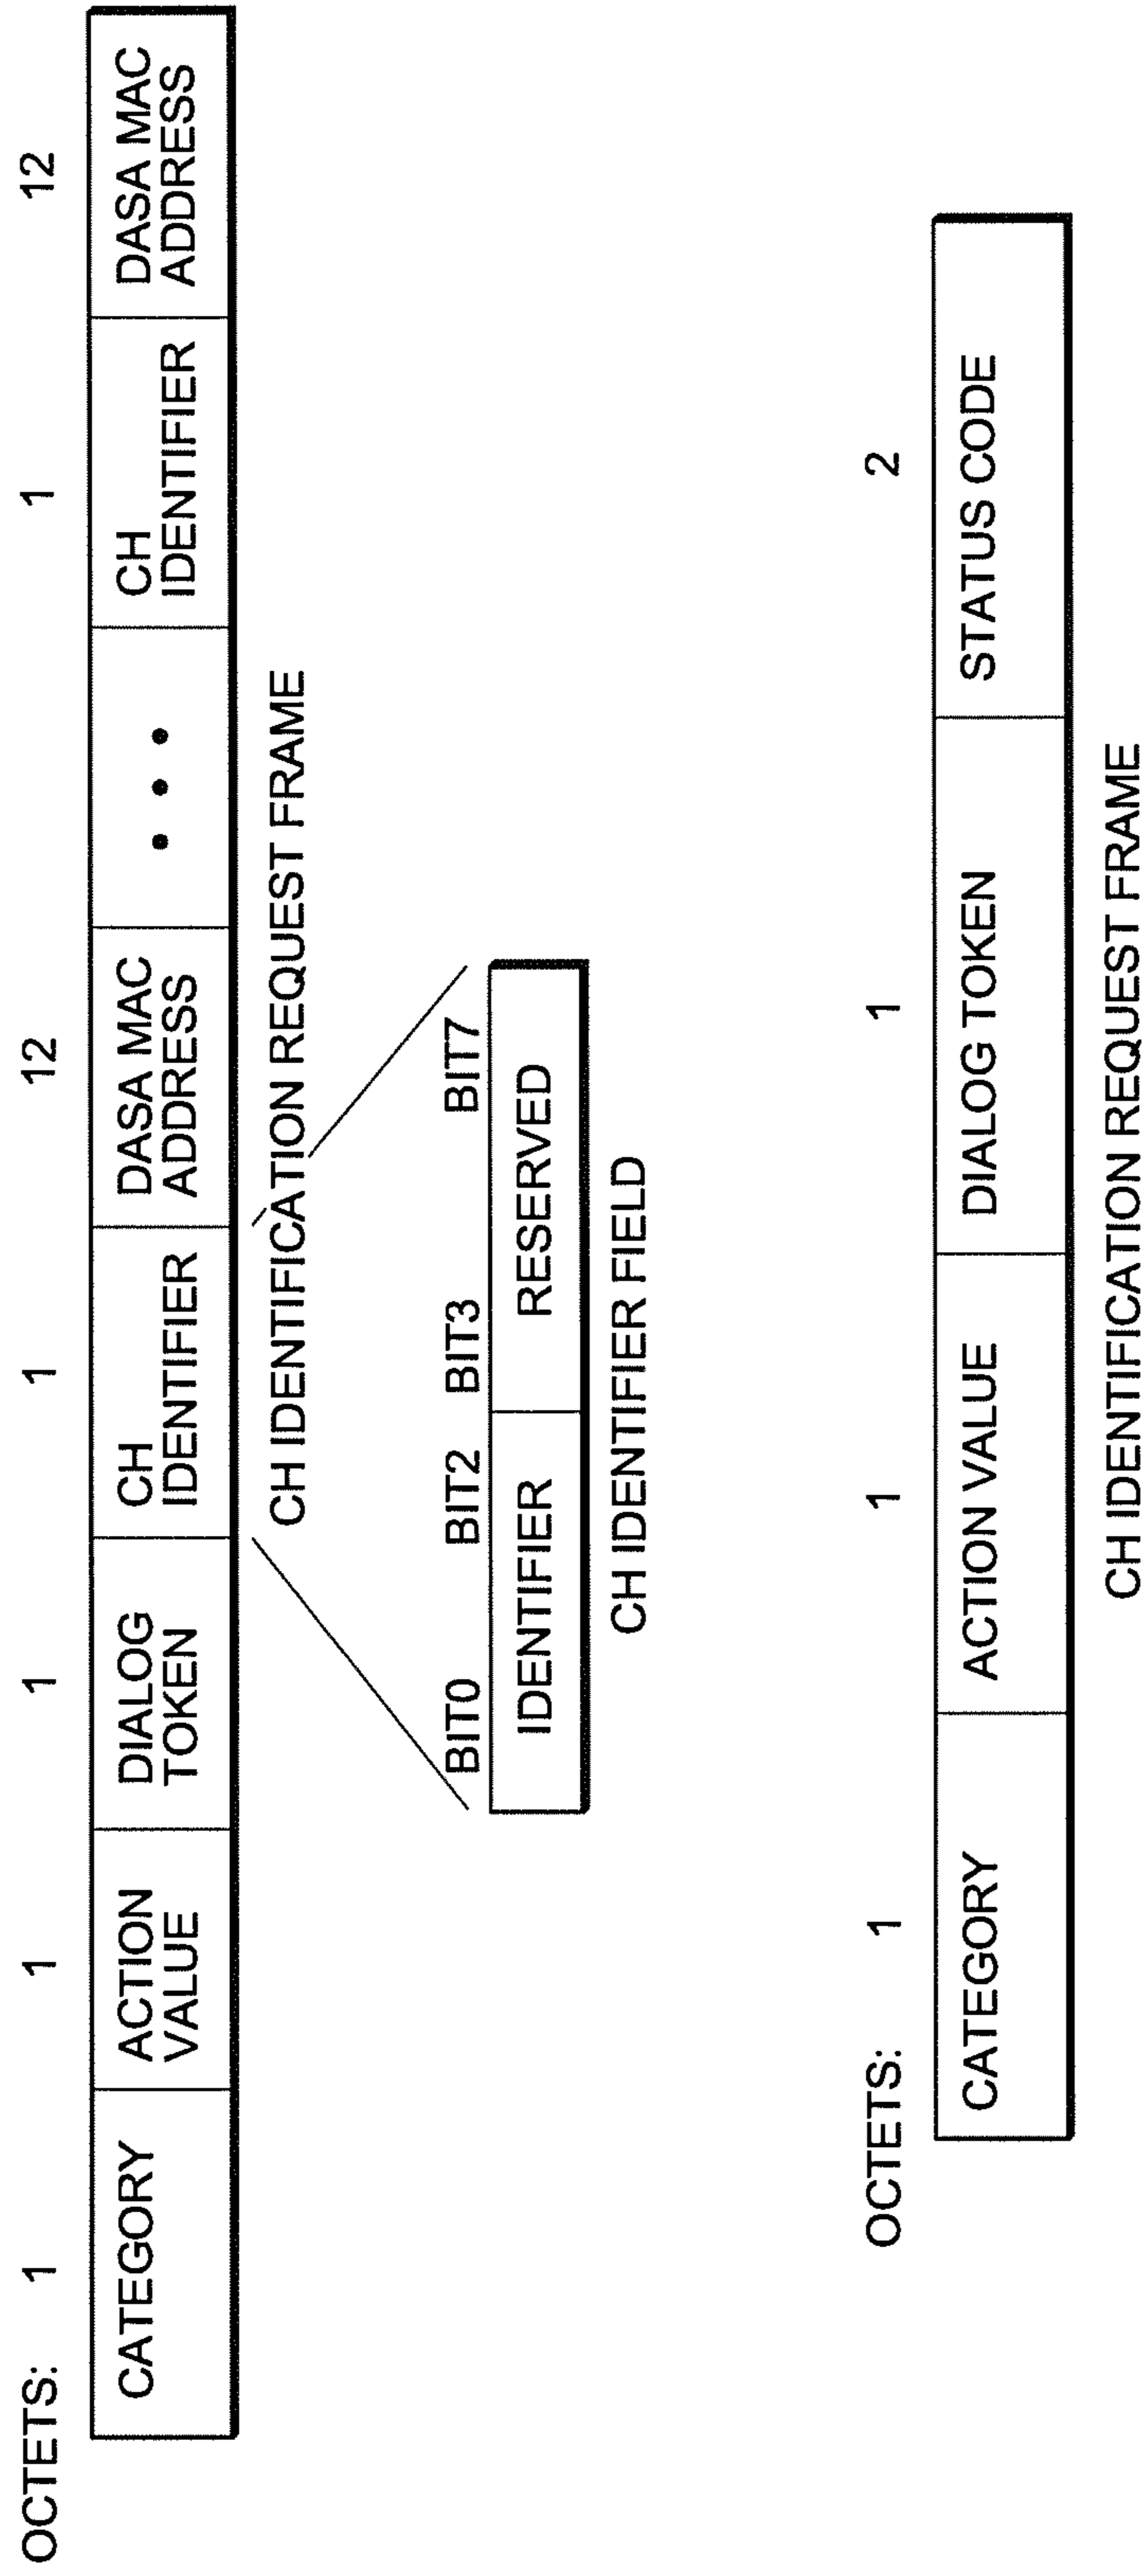 OCTETS: 1 1 1 1 12 1 12
CATEGORY
ACTION
VALUE
DIALOG
TOKEN
CH
IDENTIFIER
DASA MAC
ADDRESS
• • •
CH
IDENTIFIER
DASA MAC
ADDRESS
CH IDENTIFICATION REQUEST FRAME
BIT0 BIT2 BIT3 BIT7
IDENTIFIER RESERVED
CH IDENTIFIER FIELD
OCTETS: 1 1 1 2
CATEGORY ACTION VALUE DIALOG TOKEN STATUS CODE
CH IDENTIFICATION REQUEST FRAME